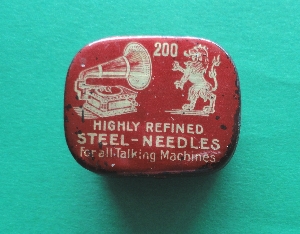 200
HIGHLY REFINED
STEEL-NEEDLES
For all Talking Machines